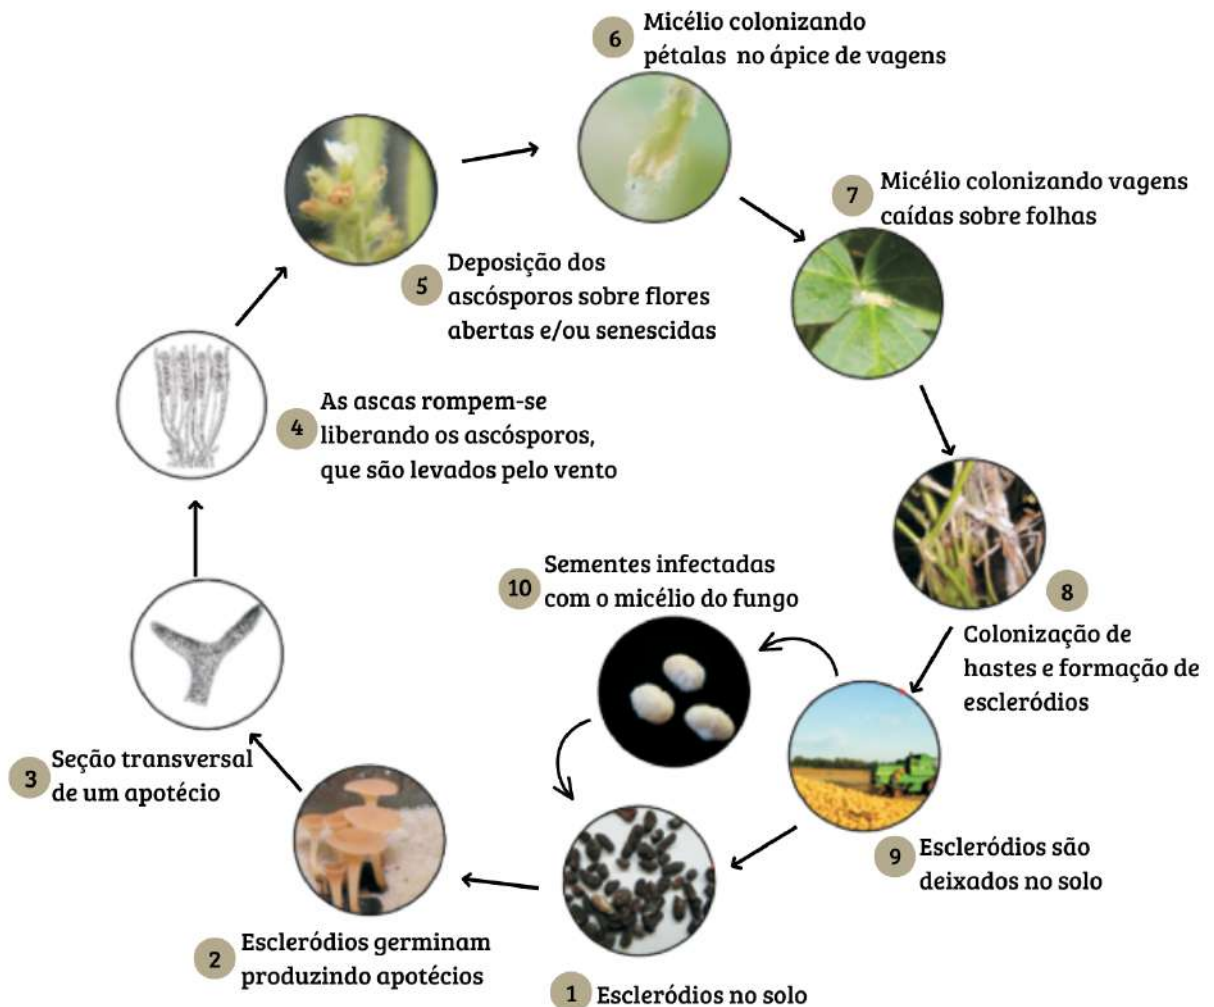 6
Micélio colonizando
pétalas no ápice de vagens
7
Micélio colonizando vagens
caídas sobre folhas
5
Deposição dos
ascósporos sobre flores
abertas e/ou senescidas
4
As ascas rompem-se
liberando os ascósporos,
que são levados pelo vento
10
Sementes infectadas
com o micélio do fungo
8
Colonização de
hastes e formação de
escleródios
3
Seção transversal
de um apotécio
9
Escleródios são
deixados no solo
2
Escleródios germinam
produzindo apotécios
1
Escleródios no solo